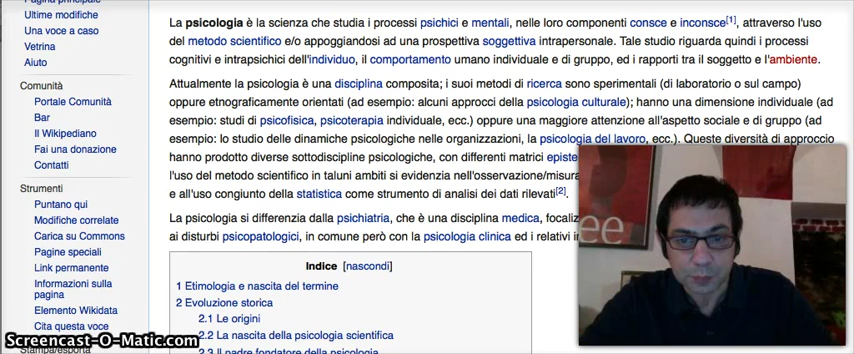 Pagina principale
Ultime modifiche
Una voce a caso
Vetrina
Aiuto
Comunità
Portale Comunità
Bar
Il Wikipediano
Fai una donazione
Contatti
Strumenti
Puntano qui
Modifiche correlate
Carica su Commons
Pagine speciali
Link permanente
Informazioni sulla
pagina
Elemento Wikidata
Cita questa voce
Stampa/esporta
La psicologia è la scienza che studia i processi psichici e mentali, nelle loro componenti consce e inconsce[1], attraverso l'uso
del metodo scientifico e/o appoggiandosi ad una prospettiva soggettiva intrapersonale. Tale studio riguarda quindi i processi
cognitivi e intrapsichici dell'individuo, il comportamento umano individuale e di gruppo, ed i rapporti tra il soggetto e l'ambiente.
Attualmente la psicologia è una disciplina composita; i suoi metodi di ricerca sono sperimentali (di laboratorio o sul campo)
oppure etnograficamente orientati (ad esempio: alcuni approcci della psicologia culturale); hanno una dimensione individuale (ad
esempio: studi di psicofisica, psicoterapia individuale, ecc.) oppure una maggiore attenzione all'aspetto sociale e di gruppo (ad
esempio: lo studio delle dinamiche psicologiche nelle organizzazioni, la psicologia del lavoro, ecc.). Queste diversità di approccio
hanno prodotto diverse sottodiscipline psicologiche, con differenti matrici episte
l'uso del metodo scientifico in taluni ambiti si evidenzia nell'osservazione/misura
e all'uso congiunto della statistica come strumento di analisi dei dati rilevati[2].
La psicologia si differenzia dalla psichiatria, che è una disciplina medica, focaliz
ai disturbi psicopatologici, in comune però con la psicologia clinica ed i relativi i
Indice [nascondi]
1 Etimologia e nascita del termine
2 Evoluzione storica
2.1 Le origini
2.2 La nascita della psicologia scientifica
2.3 Il padre fondatore della psicologia
ee
Screencast-O-Matic.com